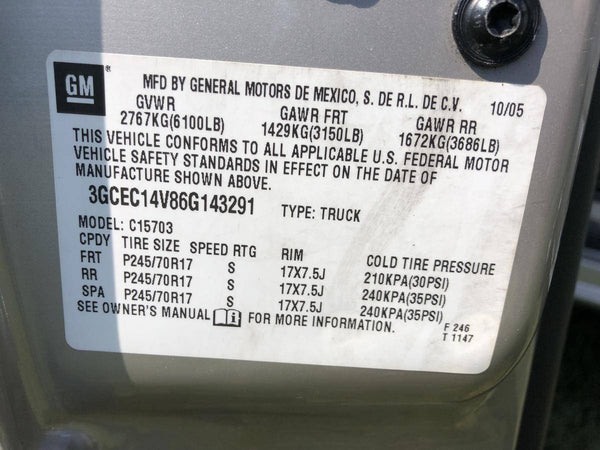 GM
MFD BY GENERAL MOTORS DE MEXICO, S. DE R.L. DE C.V. 10/05
GVWR GAWR FRT GAWR RR
2767KG(6100LB) 1429KG(3150LB) 1672KG(3686LB)
THIS VEHICLE CONFORMS TO ALL APPLICABLE U.S. FEDERAL MOTOR
VEHICLE SAFETY STANDARDS IN EFFECT ON THE DATE OF
MANUFACTURE SHOWN ABOVE.
3GCEC14V86G143291 TYPE: TRUCK
MODEL: C15703
CPDY TIRE SIZE SPEED RTG RIM COLD TIRE PRESSURE
FRT P245/70R17 S 17X7.5J 210KPA(30PSI)
RR P245/70R17 S 17X7.5J 240KPA(35PSI)
SPA P245/70R17 S 17X7.5J 240KPA(35PSI)
SEE OWNER'S MANUAL FOR MORE INFORMATION. F 246
T 1147